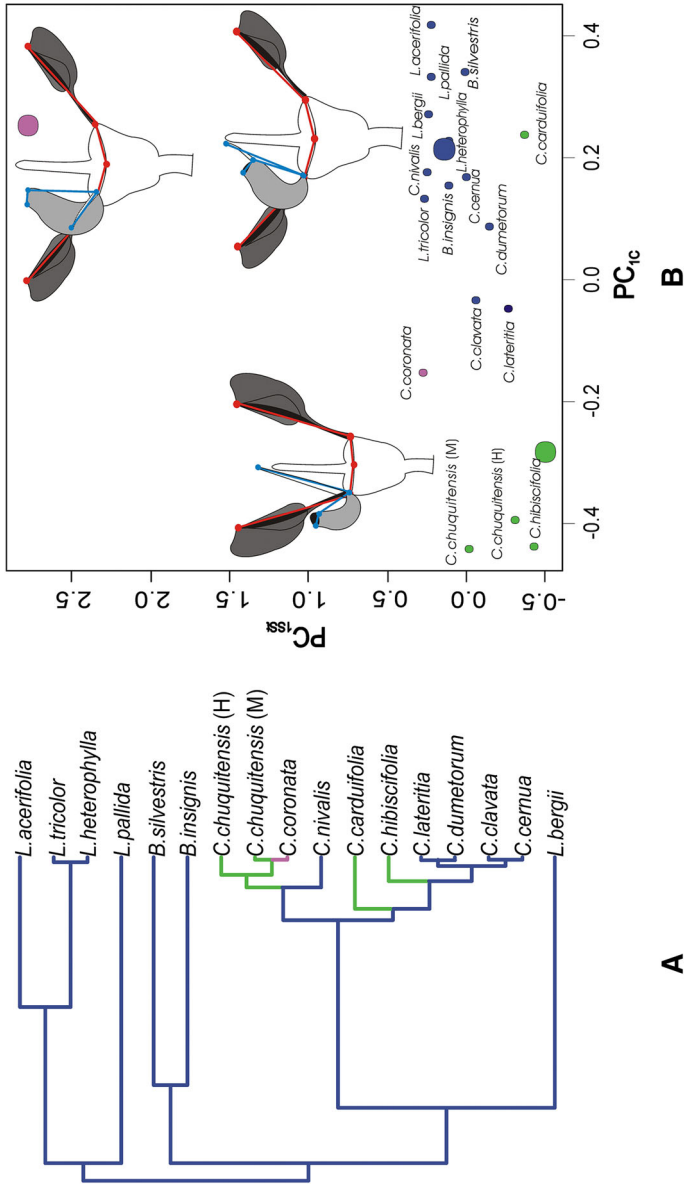 L.acerifolia
L.tricolor
L.heterophylla
L.pallida
B.silvestris
B.insignis
C.chuquitensis (H)
C.chuquitensis (M)
C.coronata
C.nivalis
C.carduifolia
C.hibiscifolia
C.lateritia
C.dumetorum
C.clavata
C.cernua
L.bergii
A
PC1SSt
2.5
2.0
1.5
1.0
0.5
0.0
-0.5
C.chuquitensis (M)
C.chuquitensis (H)
C.hibiscifolia
C.coronata
C.clavata
C.lateritia
L.tricolor
C.nivalis
L.bergii
L.acerifolia
B.insignis
L.pallida
L.heterophylla
B.silvestris
C.cernua
C.dumetorum
C.carduifolia
-0.4
-0.2
0.0
0.2
0.4
PC1C
B